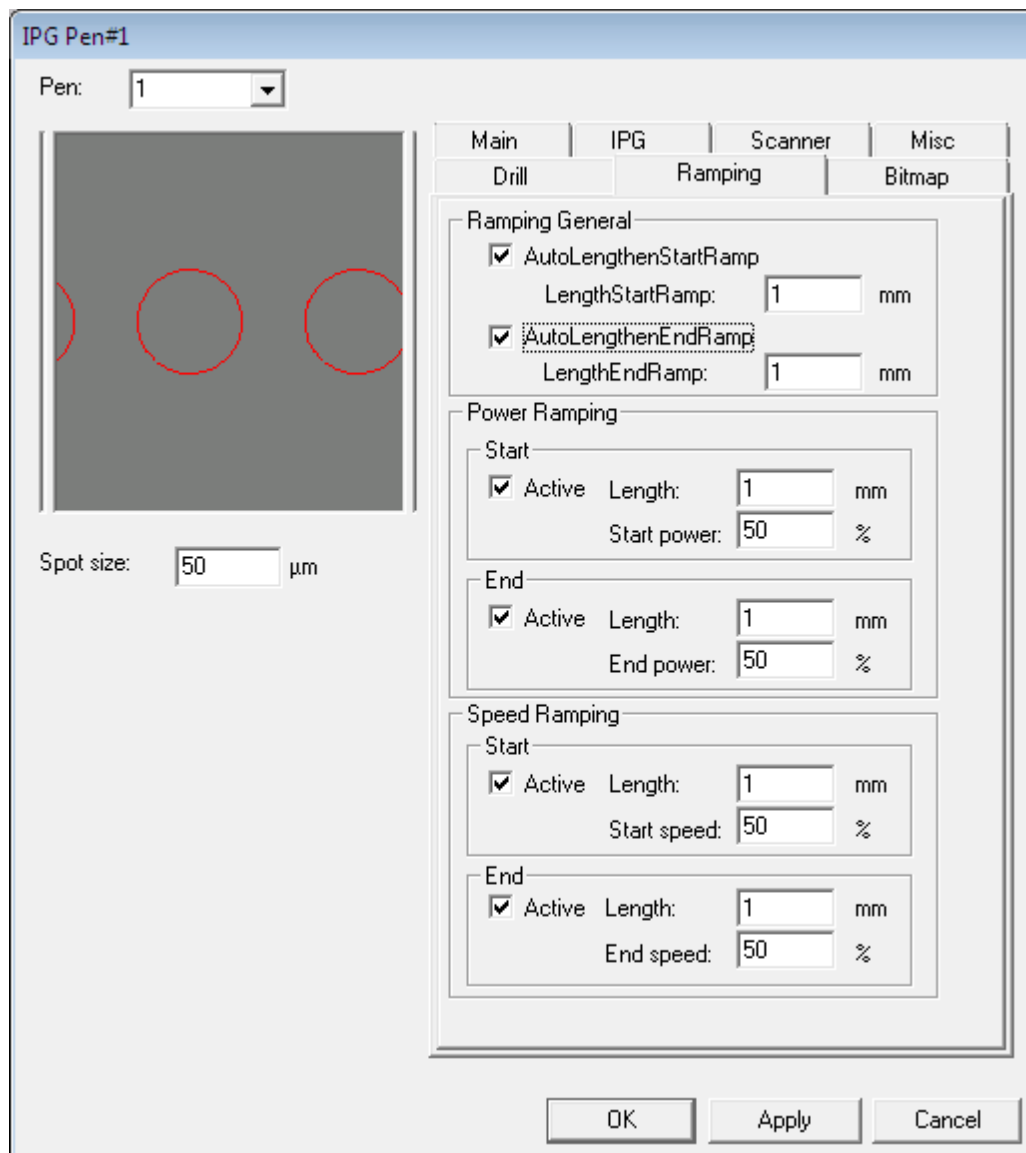 IPG Pen#1
Pen: 1
Main IPG Scanner Misc
Drill Ramping Bitmap
Ramping General
AutoLengthenStartRamp
LengthStartRamp: 1 mm
AutoLengthenEndRamp
LengthEndRamp: 1 mm
Power Ramping
Start
Active Length: 1 mm
Start power: 50 %
End
Active Length: 1 mm
End power: 50 %
Speed Ramping
Start
Active Length: 1 mm
Start speed: 50 %
End
Active Length: 1 mm
End speed: 50 %
Spot size: 50 µm
OK Apply Cancel